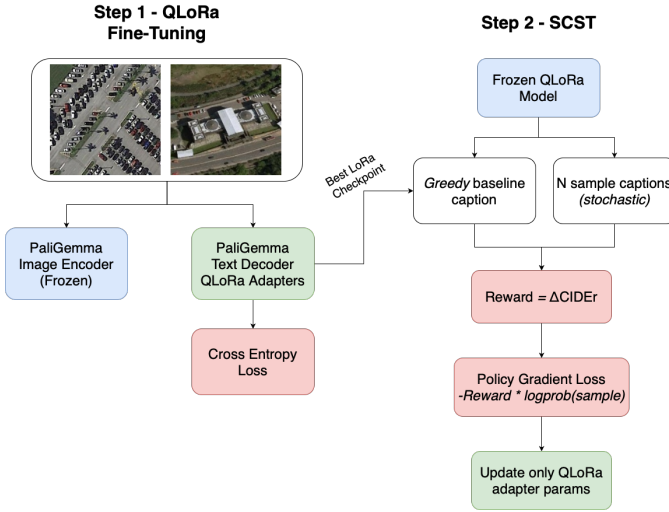 Step 1 - QLoRa
Fine-Tuning
PaliGemma
Image Encoder
(Frozen)
PaliGemma
Text Decoder
QLoRa Adapters
Cross Entropy
Loss
Best LoRa
Checkpoint
Step 2 - SCST
Frozen QLoRa
Model
Greedy baseline
caption
N sample captions
(stochastic)
Reward = ΔCIDEr
Policy Gradient Loss
-Reward * logprob(sample)
Update only QLoRa
adapter params